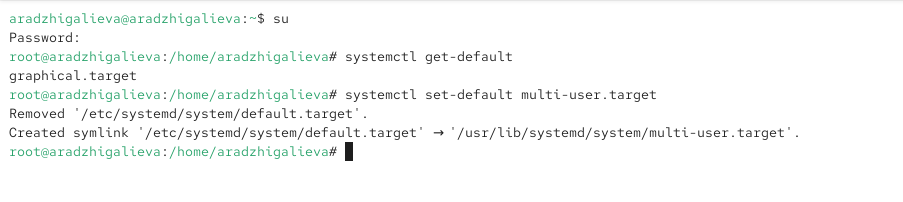 aradzhigalieva@aradzhigalieva:~$ su
Password:
root@aradzhigalieva:/home/aradzhigalieva# systemctl get-default
graphical.target
root@aradzhigalieva:/home/aradzhigalieva# systemctl set-default multi-user.target
Removed '/etc/systemd/system/default.target'.
Created symlink '/etc/systemd/system/default.target' → '/usr/lib/systemd/system/multi-user.target'.
root@aradzhigalieva:/home/aradzhigalieva#